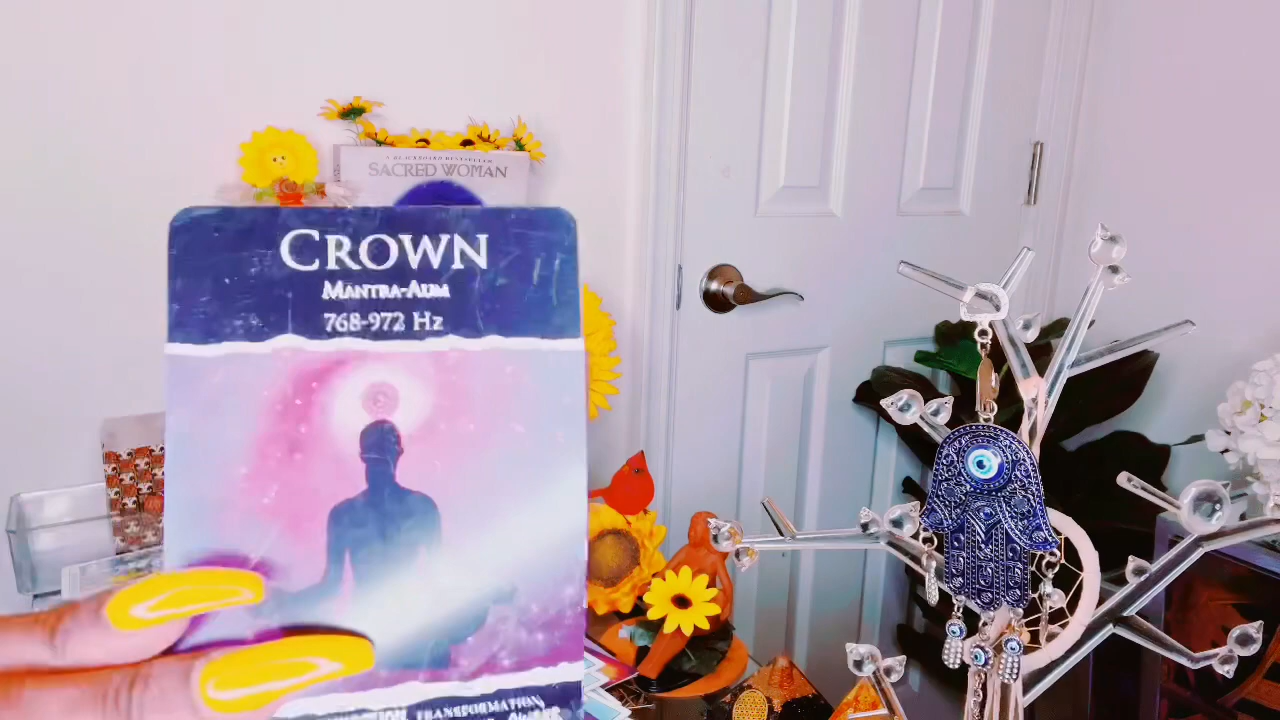 A BLACKBOARD BESTSELLER
SACRED WOMAN
CROWN
MANTRA-AUM
768-972 Hz
TRANSFORMATION,